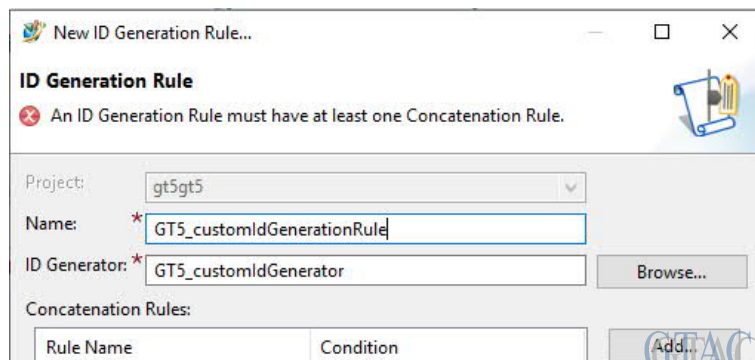 New ID Generation Rule...
ID Generation Rule
An ID Generation Rule must have at least one Concatenation Rule.
Project: gt5gt5
Name: * GT5_customIdGenerationRule
ID Generator: * GT5_customIdGenerator Browse...
Concatenation Rules:
Rule Name Condition Add...
GTAC